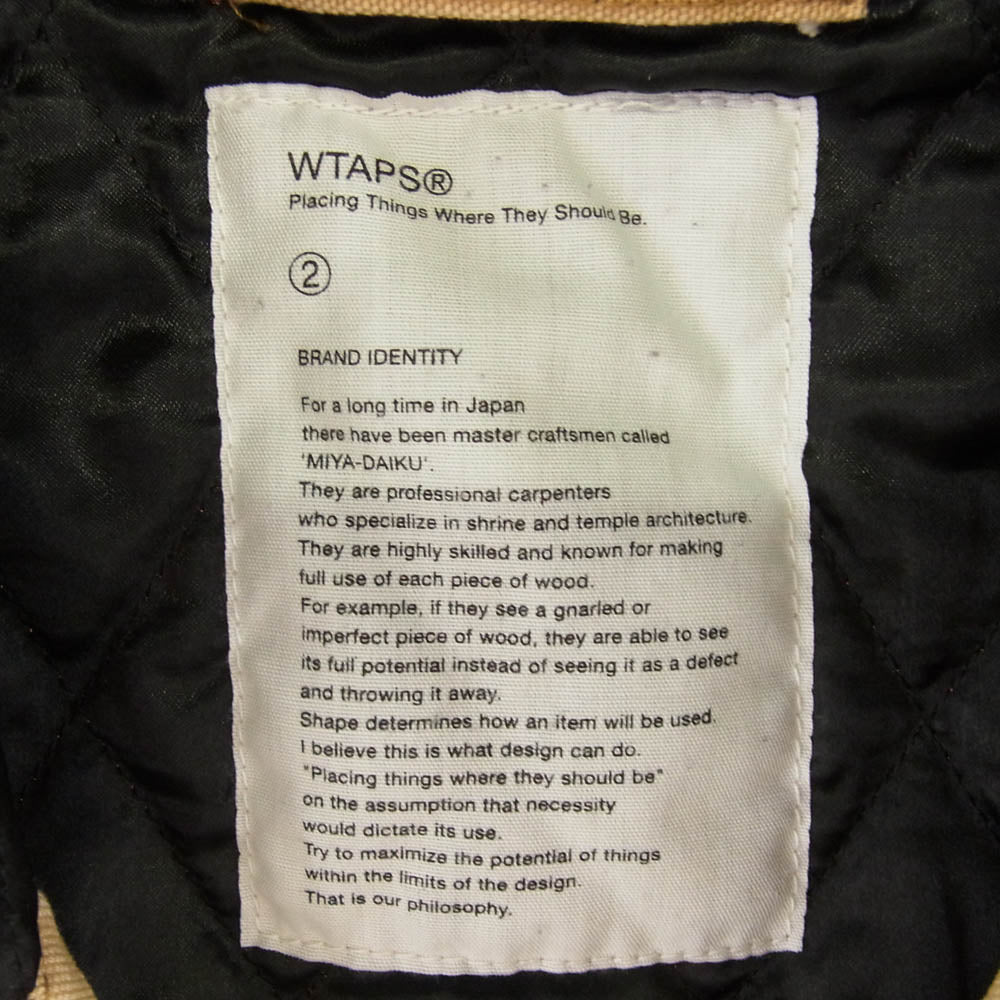 WTAPS®
Placing Things Where They Should Be.
②
BRAND IDENTITY
For a long time in Japan
there have been master craftsmen called
'MIYA-DAIKU'.
They are professional carpenters
who specialize in shrine and temple architecture.
They are highly skilled and known for making
full use of each piece of wood.
For example, if they see a gnarled or
imperfect piece of wood, they are able to see
its full potential instead of seeing it as a defect
and throwing it away.
Shape determines how an item will be used.
I believe this is what design can do.
"Placing things where they should be"
on the assumption that necessity
would dictate its use.
Try to maximize the potential of things
within the limits of the design.
That is our philosophy.